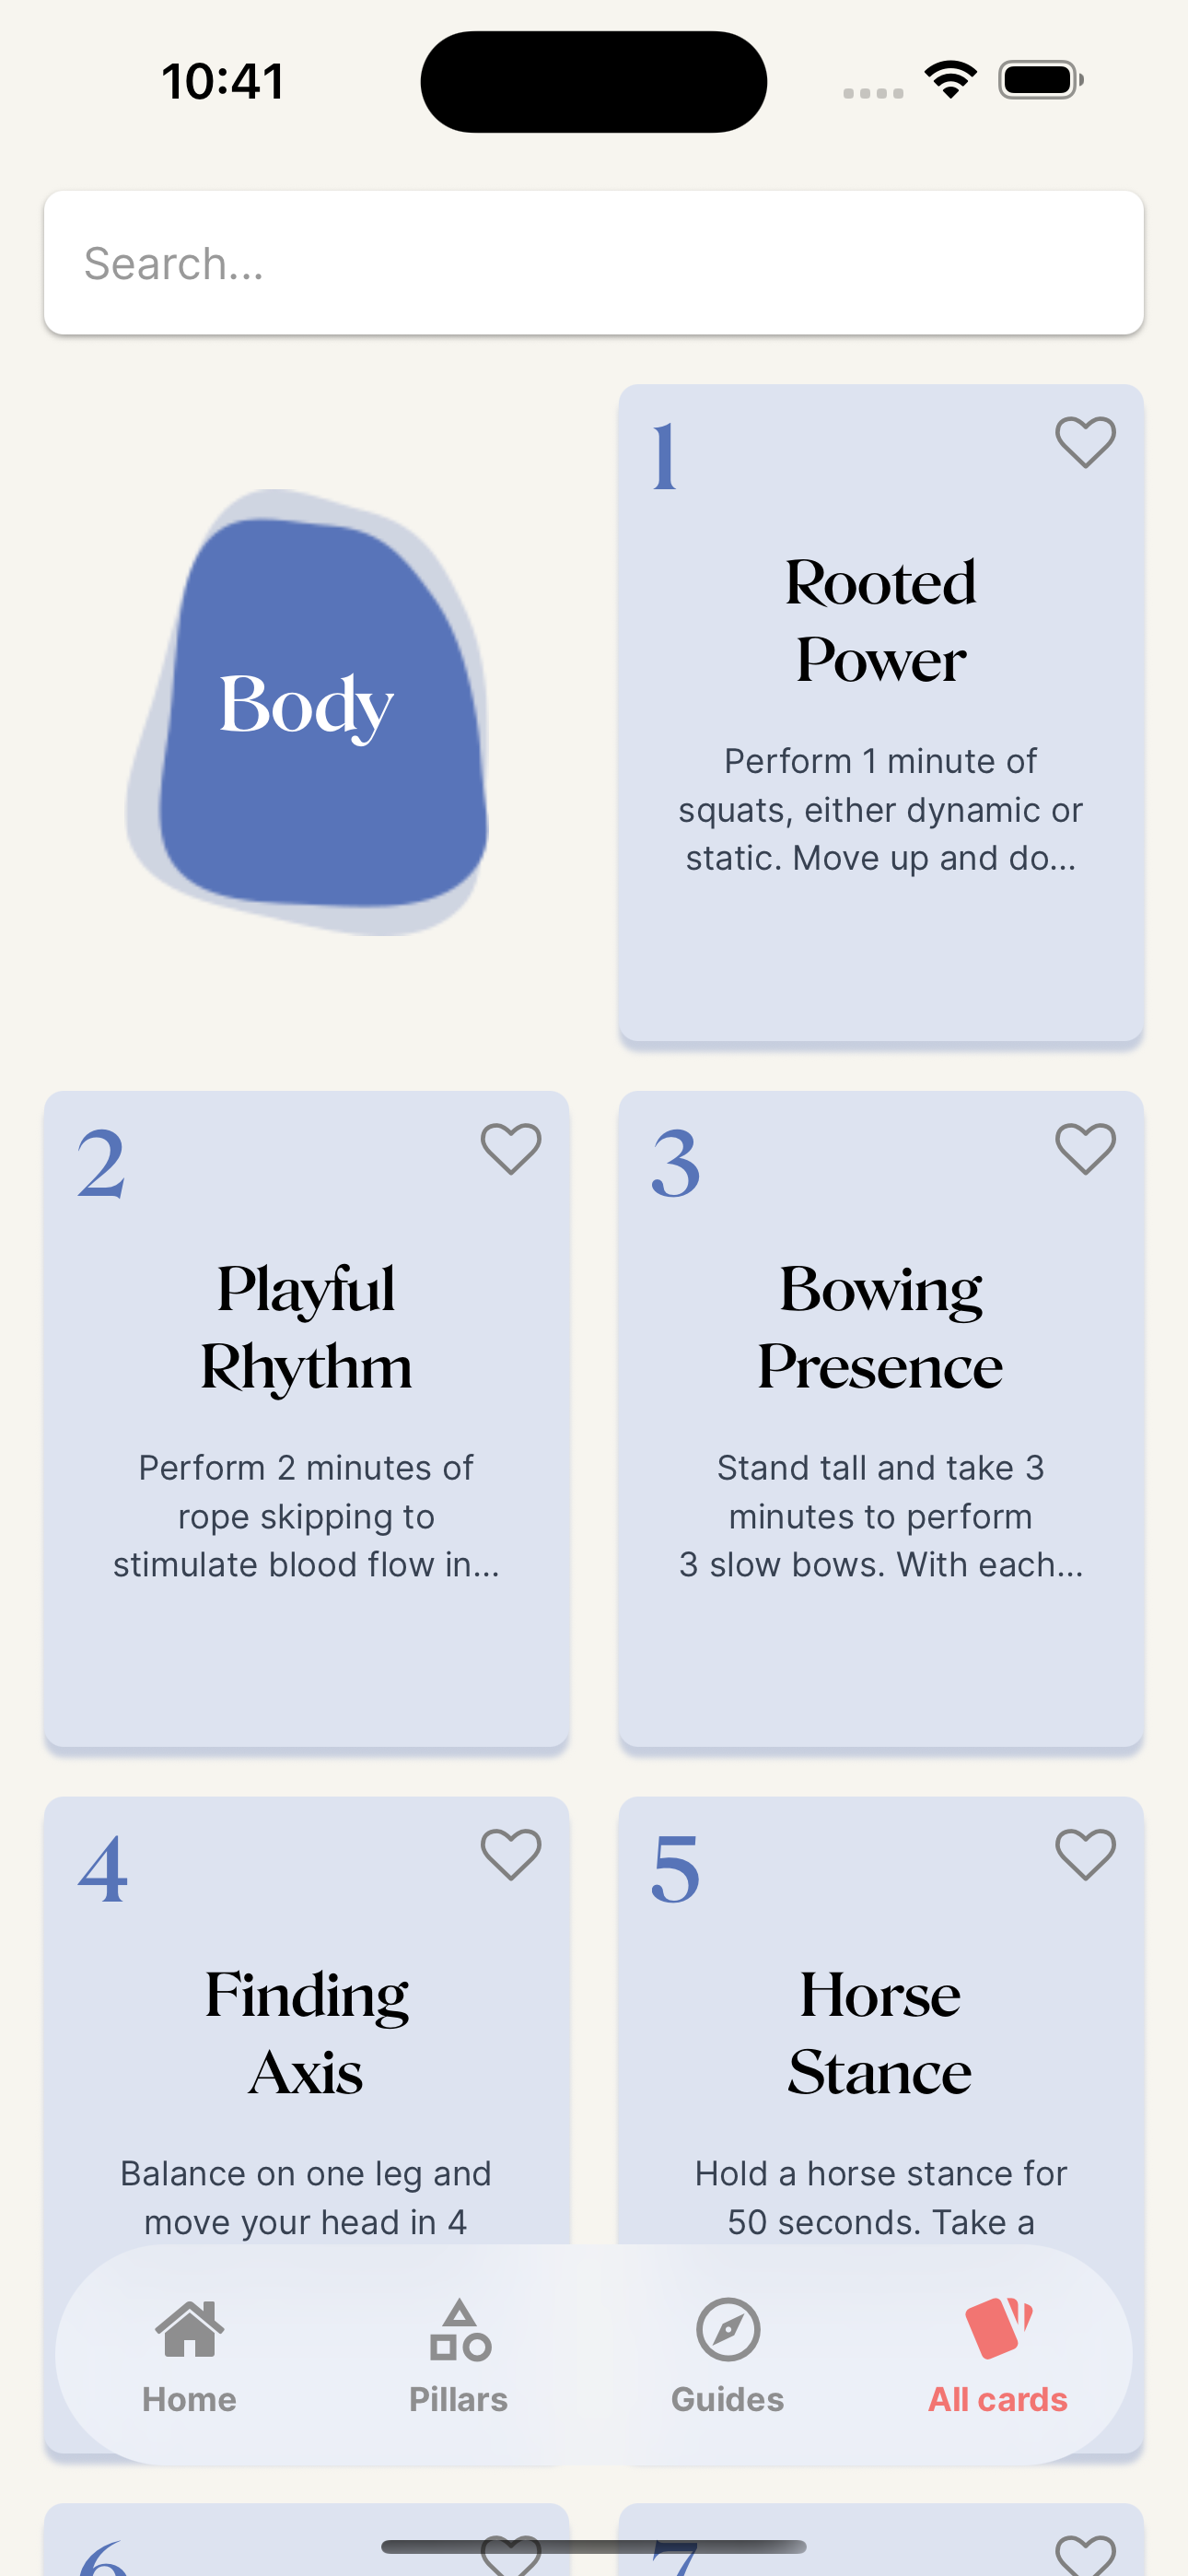 10:41
Search...
Body
1
Rooted
Power
Perform 1 minute of
squats, either dynamic or
static. Move up and do...
2
Playful
Rhythm
Perform 2 minutes of
rope skipping to
stimulate blood flow in...
3
Bowing
Presence
Stand tall and take 3
minutes to perform
3 slow bows. With each...
4
Finding
Axis
Balance on one leg and
move your head in 4
5
Horse
Stance
Hold a horse stance for
50 seconds. Take a
Home
Pillars
Guides
All cards
6
7